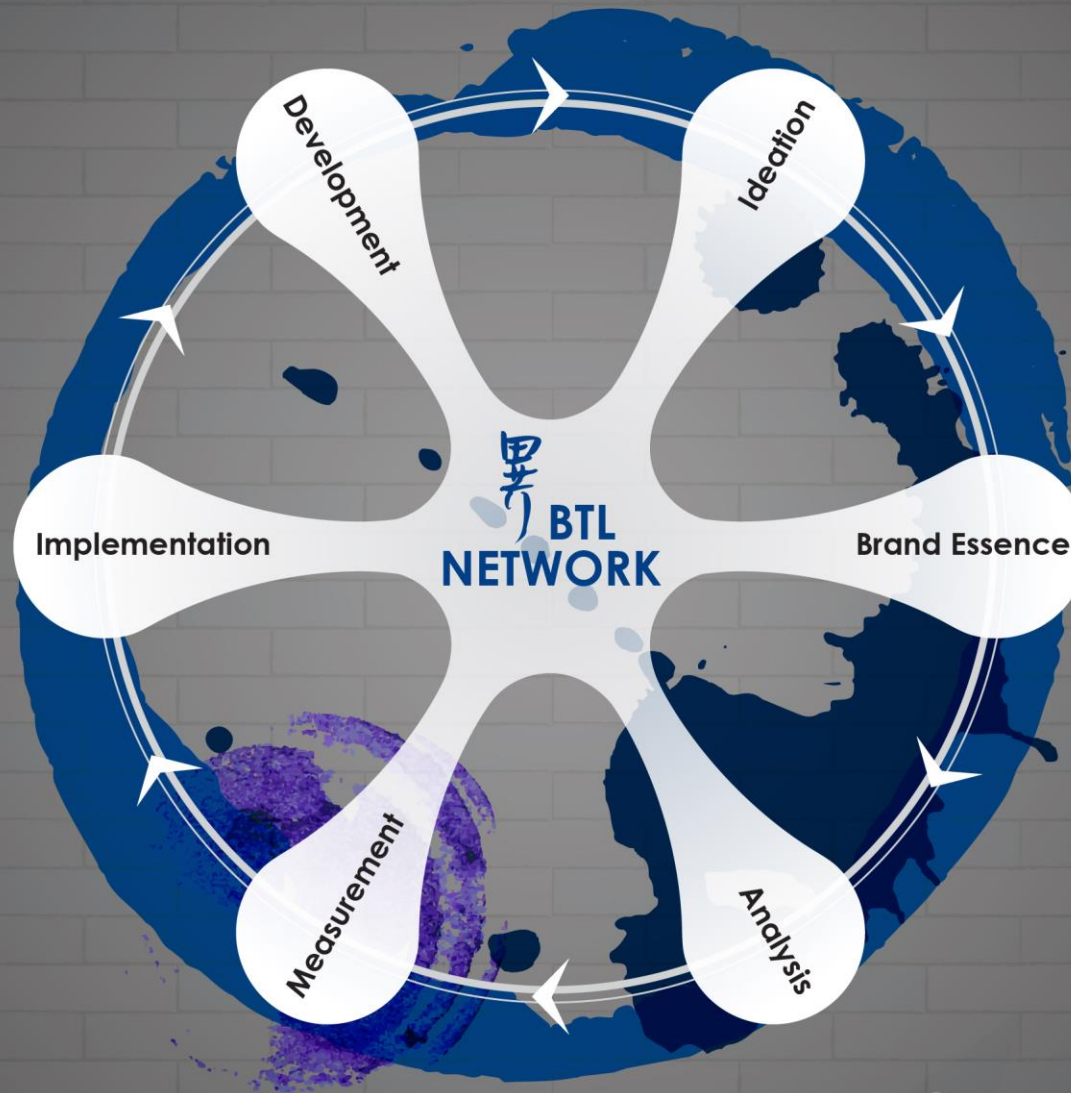 Development
Ideation
異
BTL
NETWORK
Implementation
Brand Essence
Measurement
Analysis